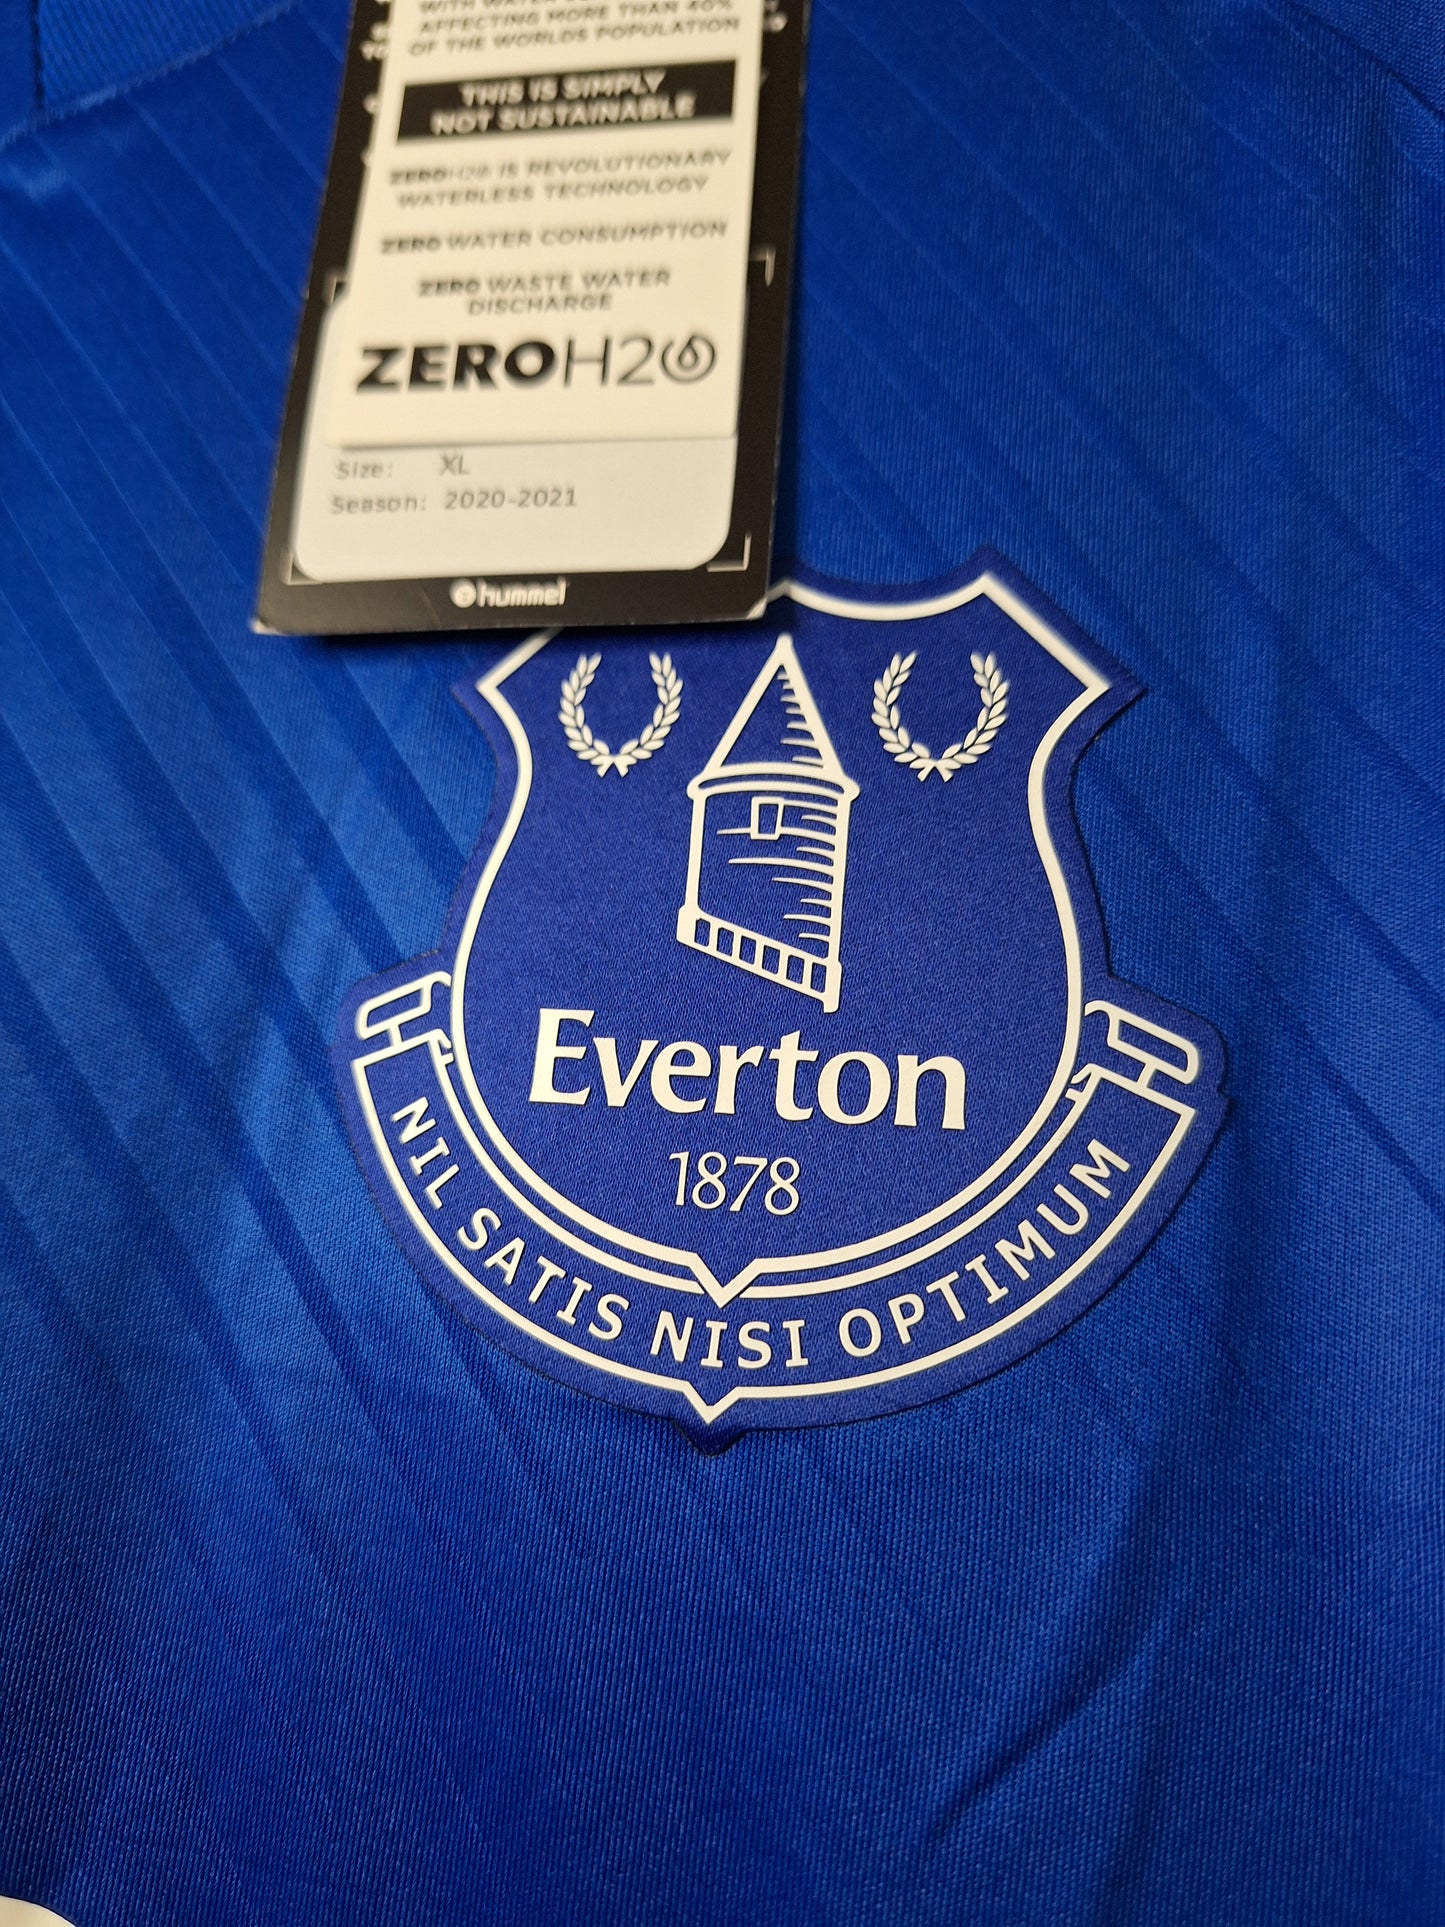 AFFECTING MORE THAN 40%
OF THE WORLDS POPULATION
THIS IS SIMPLY
NOT SUSTAINABLE
ZEROH2O IS REVOLUTIONARY
WATERLESS TECHNOLOGY
ZERO WATER CONSUMPTION
ZERO WASTE WATER
DISCHARGE
ZEROH2O
Size: XL
Season: 2020-2021
hummel
Everton
1878
NIL SATIS NISI OPTIMUM